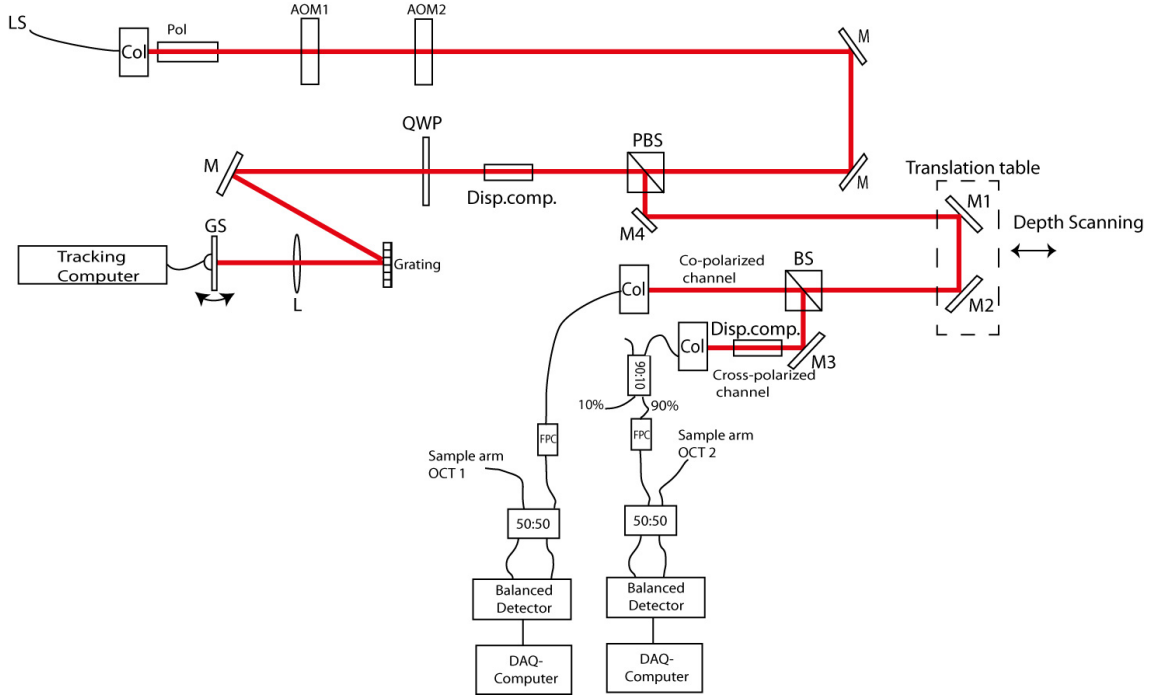 LS
Col
Pol
AOM1
AOM2
M
QWP
PBS
M
Disp.comp.
M
Translation table
M1
M4
Depth Scanning
GS
Tracking
Computer
Grating
L
Co-polarized
channel
BS
Col
M2
Col
Disp.comp.
M3
90:10
Cross-polarized
channel
10%
90%
FPC
FPC
Sample arm
OCT 1
Sample arm
OCT 2
50:50
50:50
Balanced
Detector
Balanced
Detector
DAQ-
Computer
DAQ-
Computer